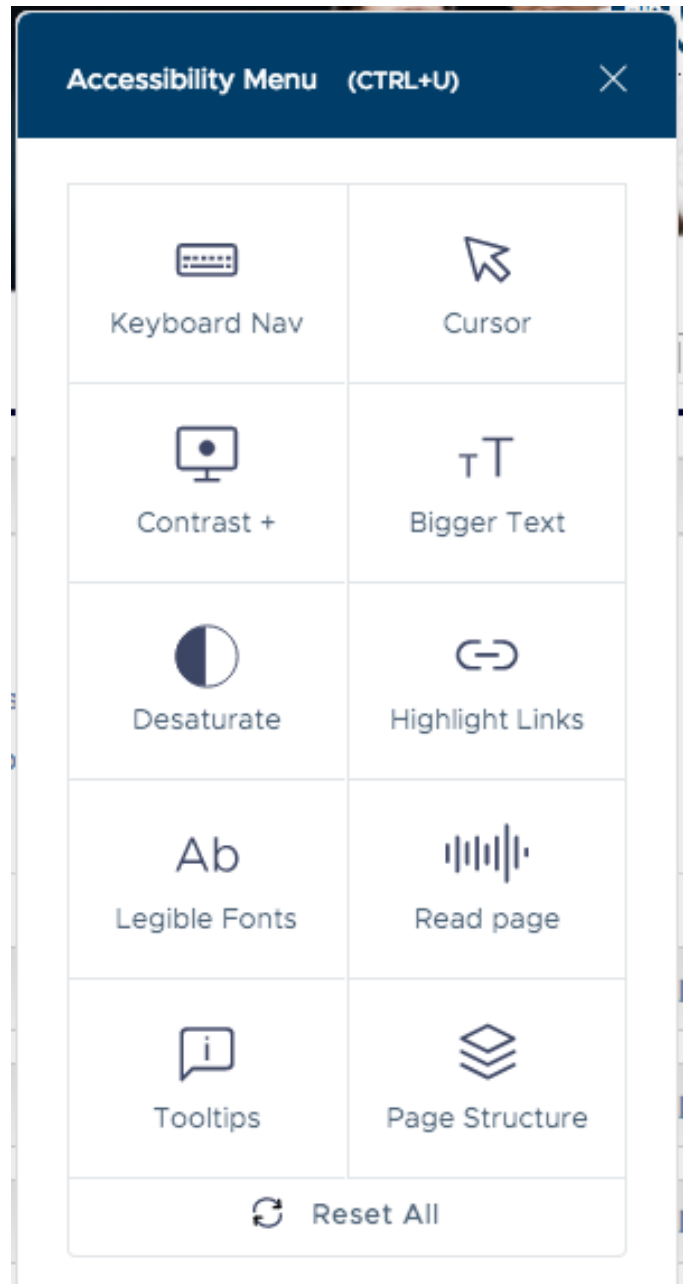 Accessibility Menu (CTRL+U)
Keyboard Nav
Cursor
Contrast +
TT
Bigger Text
Desaturate
Highlight Links
Ab
Legible Fonts
Read page
i
Tooltips
Page Structure
Reset All